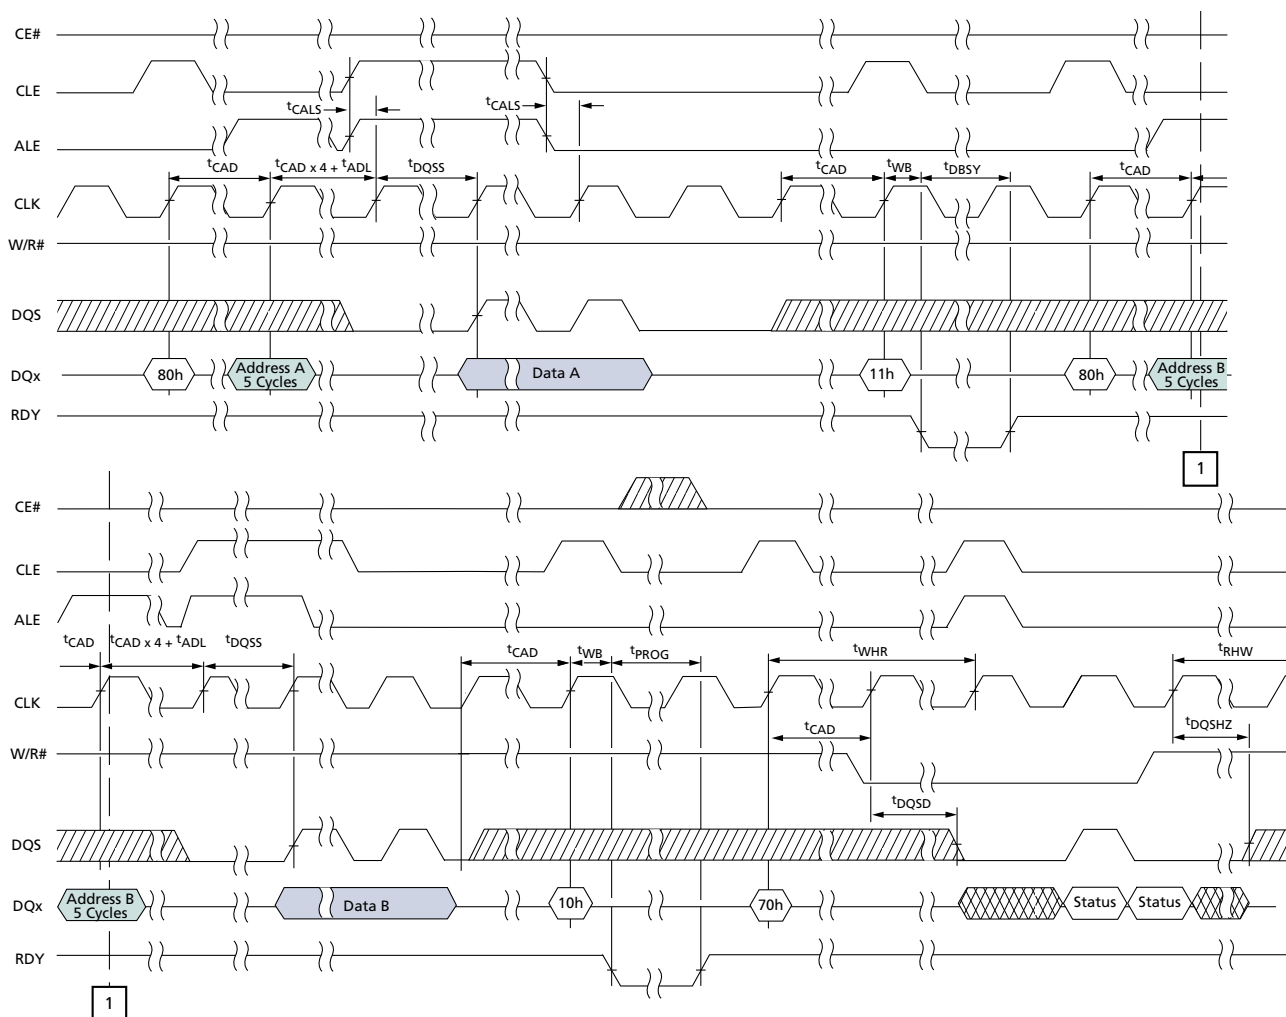 CE#
CLE
tCALS
tCALS
ALE
tCAD
tCAD x 4 + tADL
tDQSS
tCAD
tWB
tDBSY
tCAD
CLK
W/R#
DQS
DQx
80h
Address A
5 Cycles
Data A
11h
80h
Address B
5 Cycles
RDY
1
CE#
CLE
ALE
tCAD
tCAD x 4 + tADL
tDQSS
tCAD
tWB
tPROG
tWHR
tRHW
CLK
tCAD
tDQSHZ
W/R#
tDQSD
DQS
DQx
Address B
5 Cycles
Data B
10h
70h
Status
Status
RDY
1